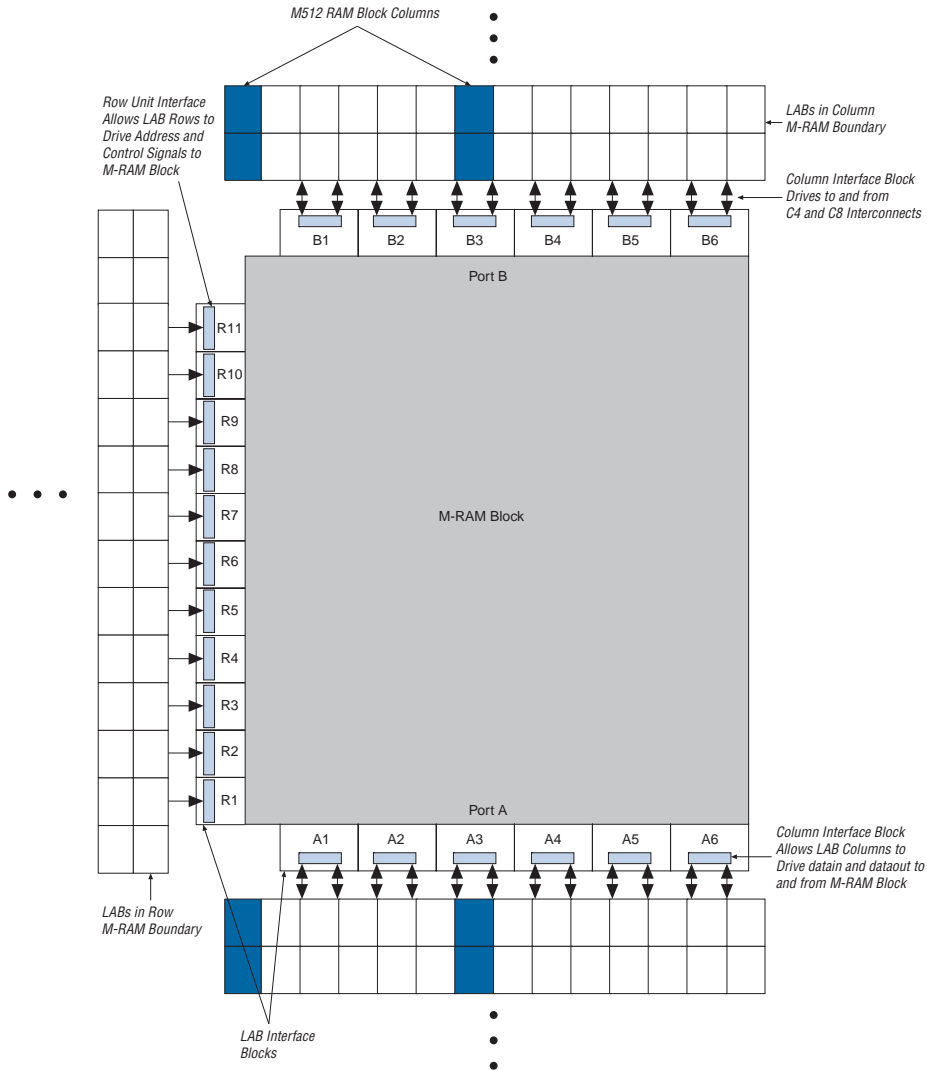 M512 RAM Block Columns
Row Unit Interface
Allows LAB Rows to
Drive Address and
Control Signals to
M-RAM Block
LABs in Column
M-RAM Boundary
Column Interface Block
Drives to and from
C4 and C8 Interconnects
B1 B2 B3 B4 B5 B6
Port B
R11
R10
R9
R8
R7
M-RAM Block
R6
R5
R4
R3
R2
R1
Port A
A1 A2 A3 A4 A5 A6
Column Interface Block
Allows LAB Columns to
Drive datain and dataout to
and from M-RAM Block
LABs in Row
M-RAM Boundary
LAB Interface
Blocks